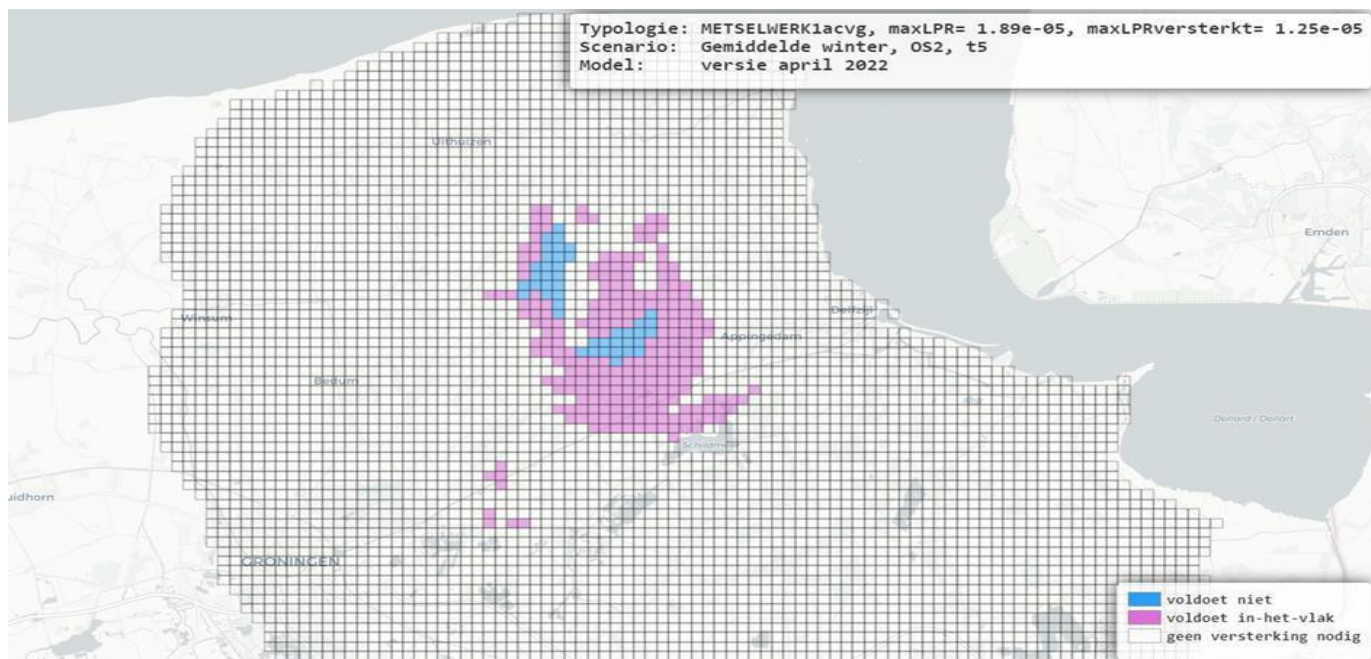 Typologie: METSELWERK1acvg, maxLPR= 1.89e-05, maxLPRversterkt= 1.25e-05
Scenario: Gemiddelde winter, OS2, t5
Model: versie april 2022
Uithuizen
Emden
Winsum
Delfzijl
Appingedam
Bedum
Dollard / Dollart
Schildmeer
uidhorn
GRONINGEN
voldoet niet
voldoet in-het-vlak
geen versterking nodig